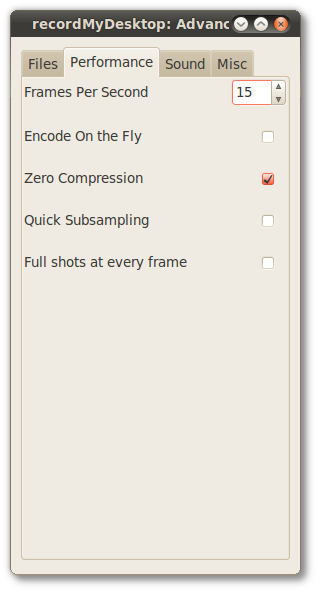 recordMyDesktop: Advanc
Files Performance Sound Misc
Frames Per Second 15
Encode On the Fly
Zero Compression
Quick Subsampling
Full shots at every frame